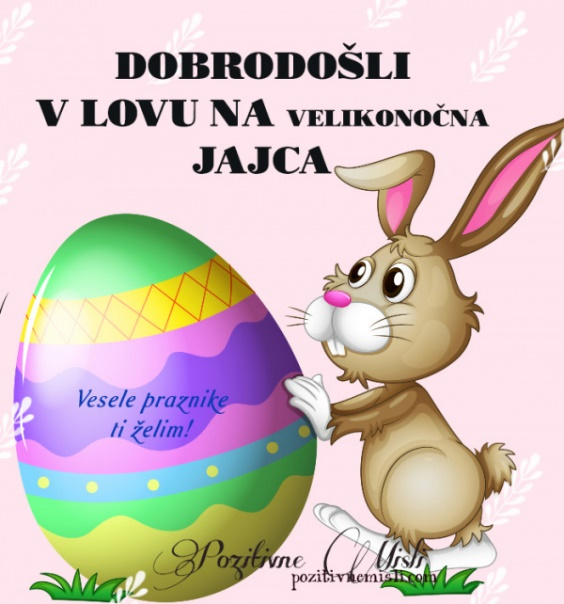 DOBRODOŠLI
V LOVU NA VELIKONOČNA
JAJCA
Vesele praznike
ti želim!
Pozitivne Misli
pozitivnemisli.com